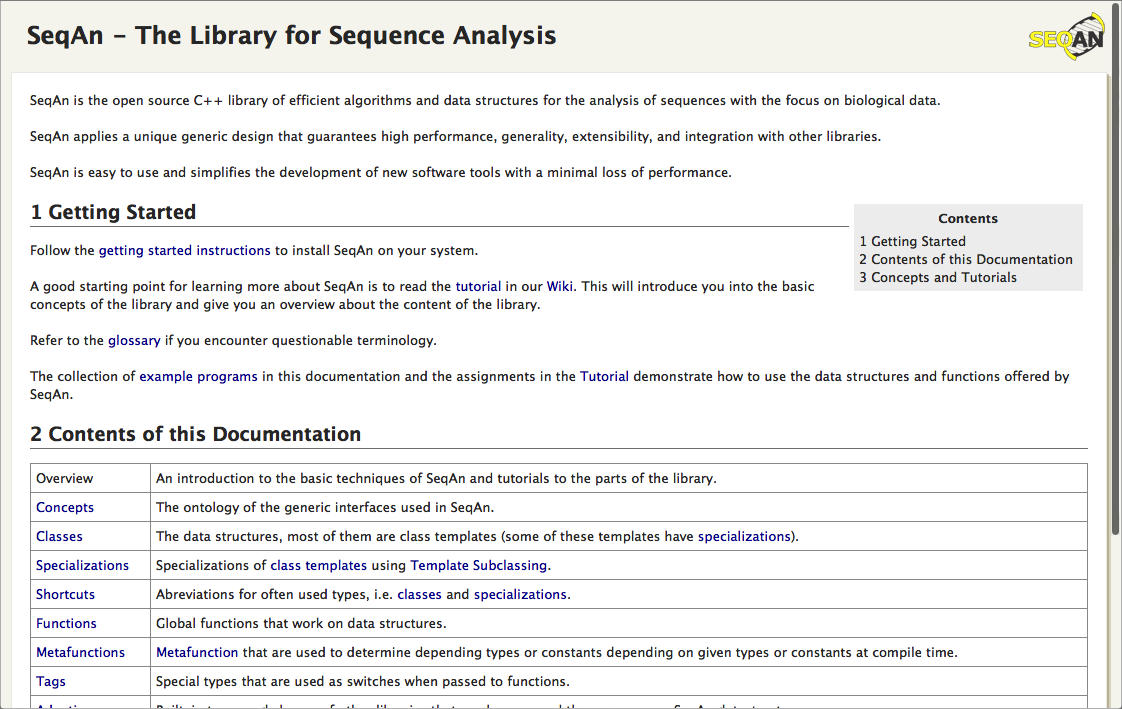 SeqAn – The Library for Sequence Analysis
SEQAN
SeqAn is the open source C++ library of efficient algorithms and data structures for the analysis of sequences with the focus on biological data.
SeqAn applies a unique generic design that guarantees high performance, generality, extensibility, and integration with other libraries.
SeqAn is easy to use and simplifies the development of new software tools with a minimal loss of performance.
1 Getting Started
Follow the getting started instructions to install SeqAn on your system.
A good starting point for learning more about SeqAn is to read the tutorial in our Wiki. This will introduce you into the basic
concepts of the library and give you an overview about the content of the library.
Refer to the glossary if you encounter questionable terminology.
The collection of example programs in this documentation and the assignments in the Tutorial demonstrate how to use the data structures and functions offered by
SeqAn.
Contents
1 Getting Started
2 Contents of this Documentation
3 Concepts and Tutorials
2 Contents of this Documentation
Overview An introduction to the basic techniques of SeqAn and tutorials to the parts of the library.
Concepts The ontology of the generic interfaces used in SeqAn.
Classes The data structures, most of them are class templates (some of these templates have specializations).
Specializations Specializations of class templates using Template Subclassing.
Shortcuts Abreviations for often used types, i.e. classes and specializations.
Functions Global functions that work on data structures.
Metafunctions Metafunction that are used to determine depending types or constants depending on given types or constants at compile time.
Tags Special types that are used as switches when passed to functions.